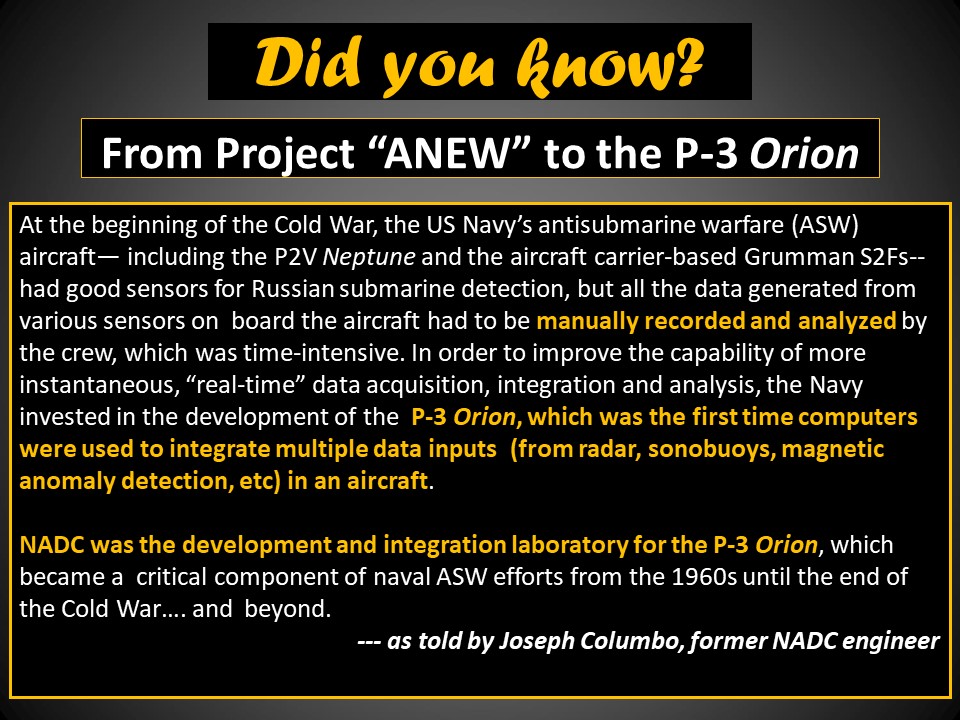 Did you know?
From Project “ANEW” to the P-3 Orion
At the beginning of the Cold War, the US Navy’s antisubmarine warfare (ASW)
aircraft— including the P2V Neptune and the aircraft carrier-based Grumman S2Fs--
had good sensors for Russian submarine detection, but all the data generated from
various sensors on  board the aircraft had to be manually recorded and analyzed by
the crew, which was time-intensive. In order to improve the capability of more
instantaneous, “real-time” data acquisition, integration and analysis, the Navy
invested in the development of the  P-3 Orion, which was the first time computers
were used to integrate multiple data inputs  (from radar, sonobuoys, magnetic
anomaly detection, etc) in an aircraft.
NADC was the development and integration laboratory for the P-3 Orion, which
became a  critical component of naval ASW efforts from the 1960s until the end of
the Cold War…. and  beyond.
--- as told by Joseph Columbo, former NADC engineer